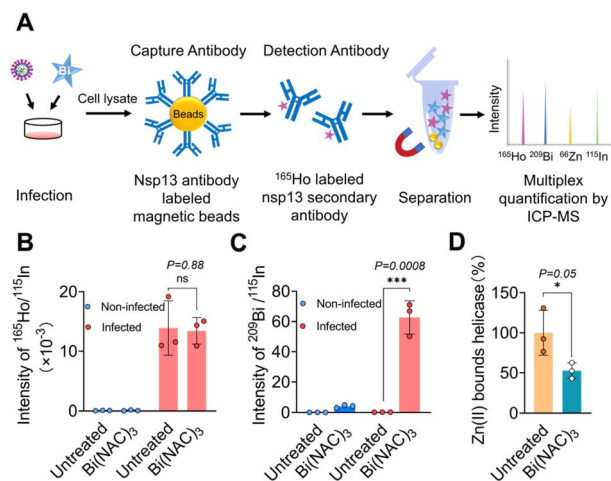 A
Capture Antibody
Detection Antibody
Bi
Cell lysate
Beads
Intensity
¹⁶⁵Ho ²⁰⁹Bi ⁶⁶Zn ¹¹⁵In
Infection
Nsp13 antibody
labeled
magnetic beads
¹⁶⁵Ho labeled
nsp13 secondary
antibody
Separation
Multiplex
quantification by
ICP-MS
B
P=0.88
ns
Non-infected
Infected
Intensity of ¹⁶⁵Ho/¹¹⁵In
(×10⁻³)
20
10
0
Untreated
Bi(NAC)₃
Untreated
Bi(NAC)₃
C
P=0.0008
***
Non-infected
Infected
Intensity of ²⁰⁹Bi /¹¹⁵In
80
60
40
20
0
Untreated
Bi(NAC)₃
Untreated
Bi(NAC)₃
D
P=0.05
*
Zn(II) bounds helicase (%)
150
100
50
0
Untreated
Bi(NAC)₃